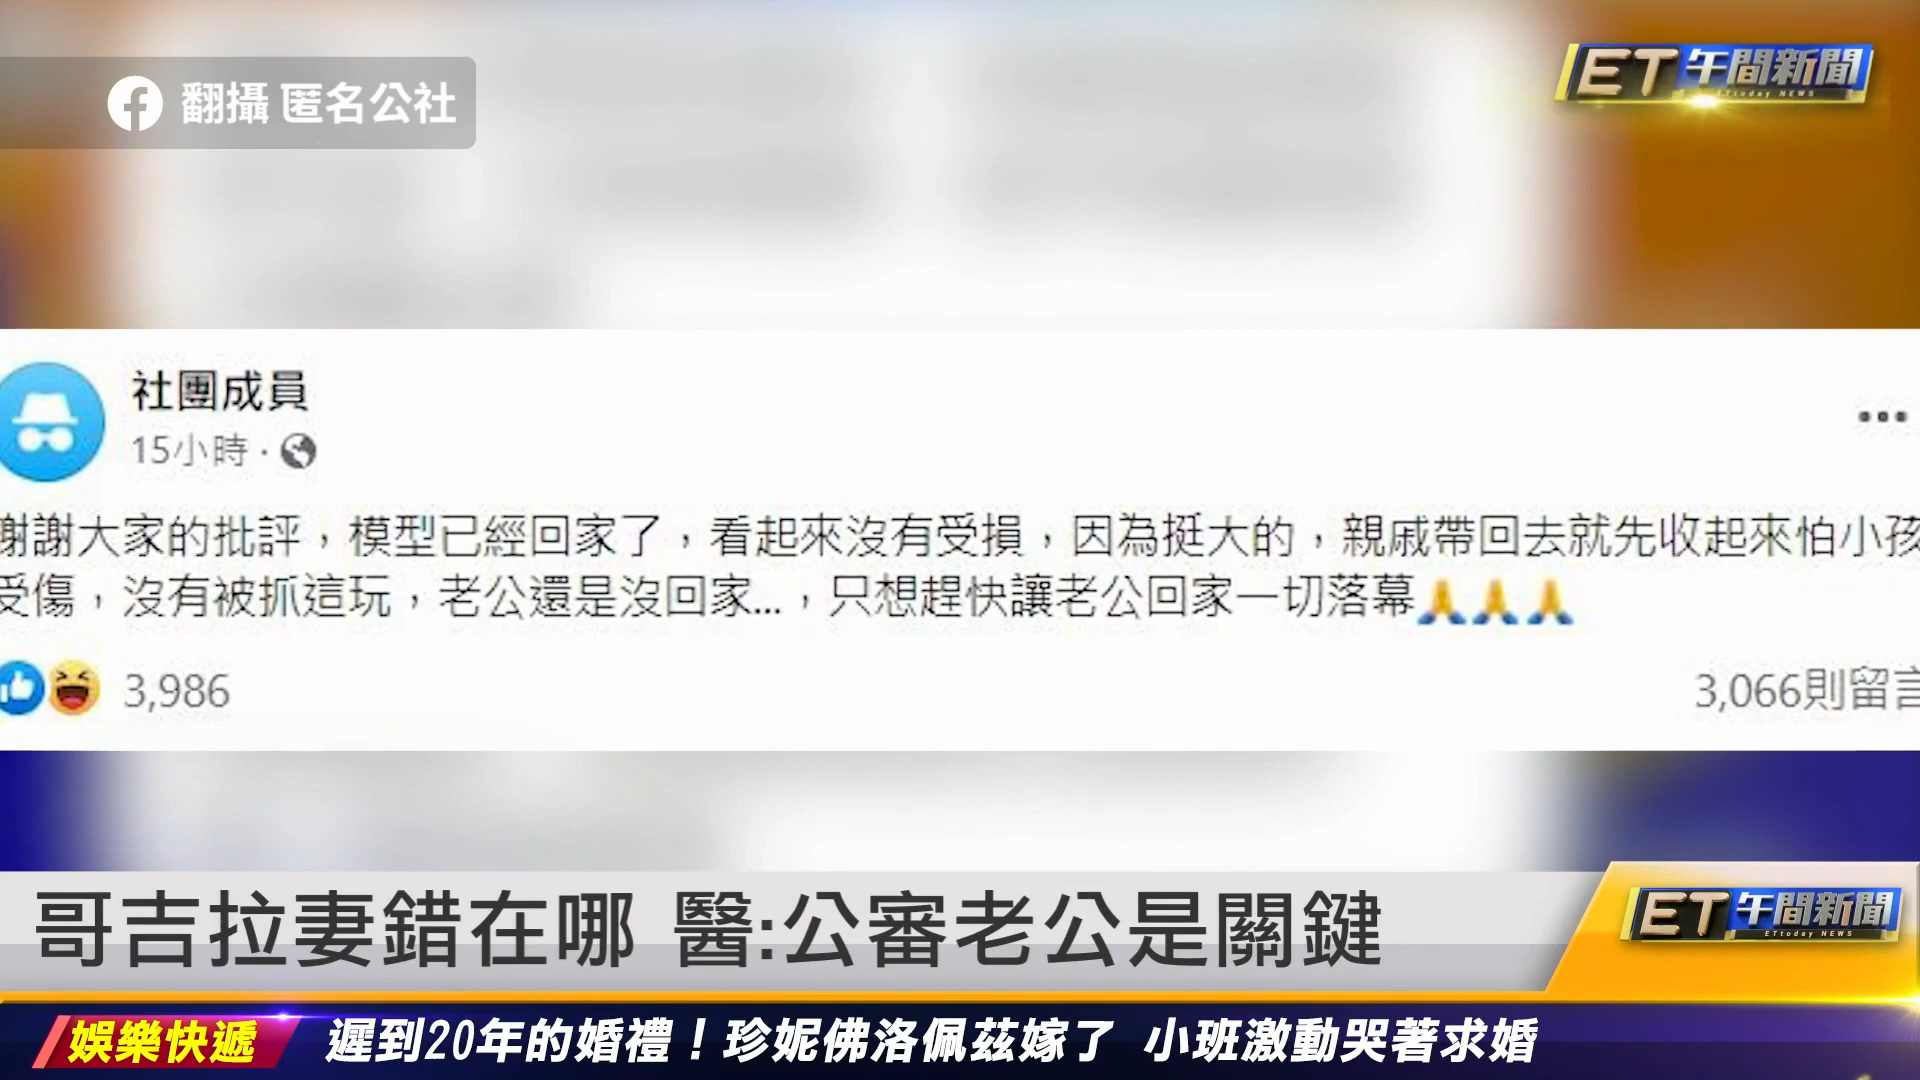 翻攝 匿名公社
ET午間新聞
ETtoday NEWS
社團成員
15小時 ·
謝謝大家的批評，模型已經回家了，看起來沒有受損，因為挺大的，親戚帶回去就先收起來怕小孩
受傷，沒有被抓這玩，老公還是沒回家...，只想趕快讓老公回家一切落幕🙏🙏🙏
3,986
3,066則留言
哥吉拉妻錯在哪 醫:公審老公是關鍵
ET午間新聞
ETtoday NEWS
娛樂快遞
遲到20年的婚禮！珍妮佛洛佩茲嫁了 小班激動哭著求婚